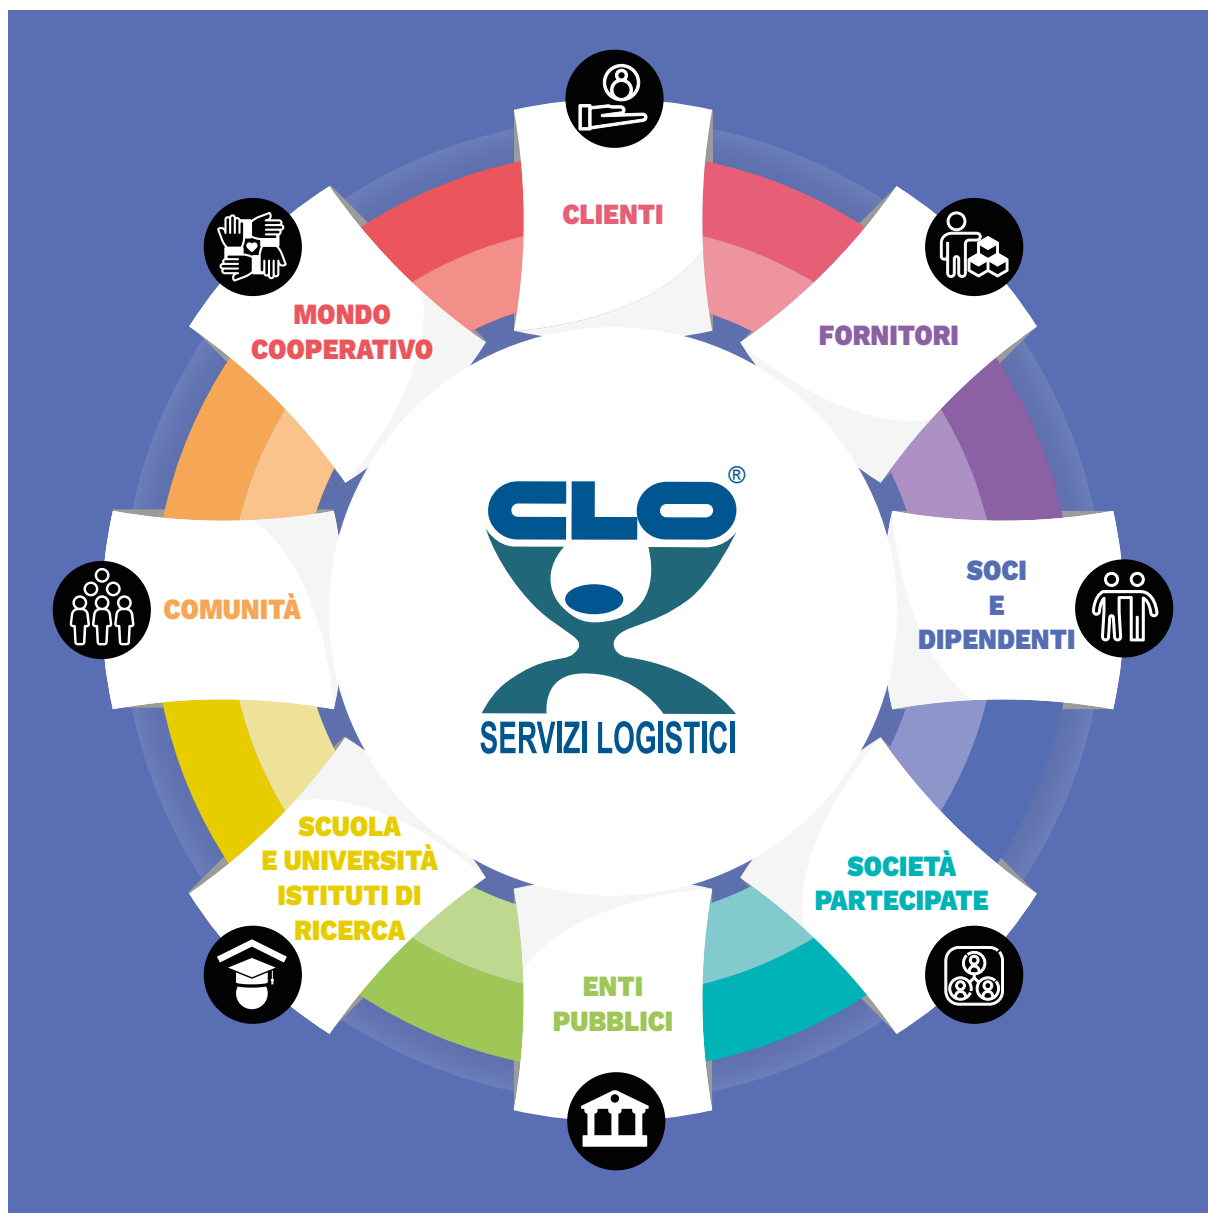 CLIENTI
FORNITORI
SOCI
E
DIPENDENTI
SOCIETÀ
PARTECIPATE
ENTI
PUBBLICI
SCUOLA
E UNIVERSITÀ
ISTITUTI DI
RICERCA
COMUNITÀ
MONDO
COOPERATIVO
CLO®
SERVIZI LOGISTICI